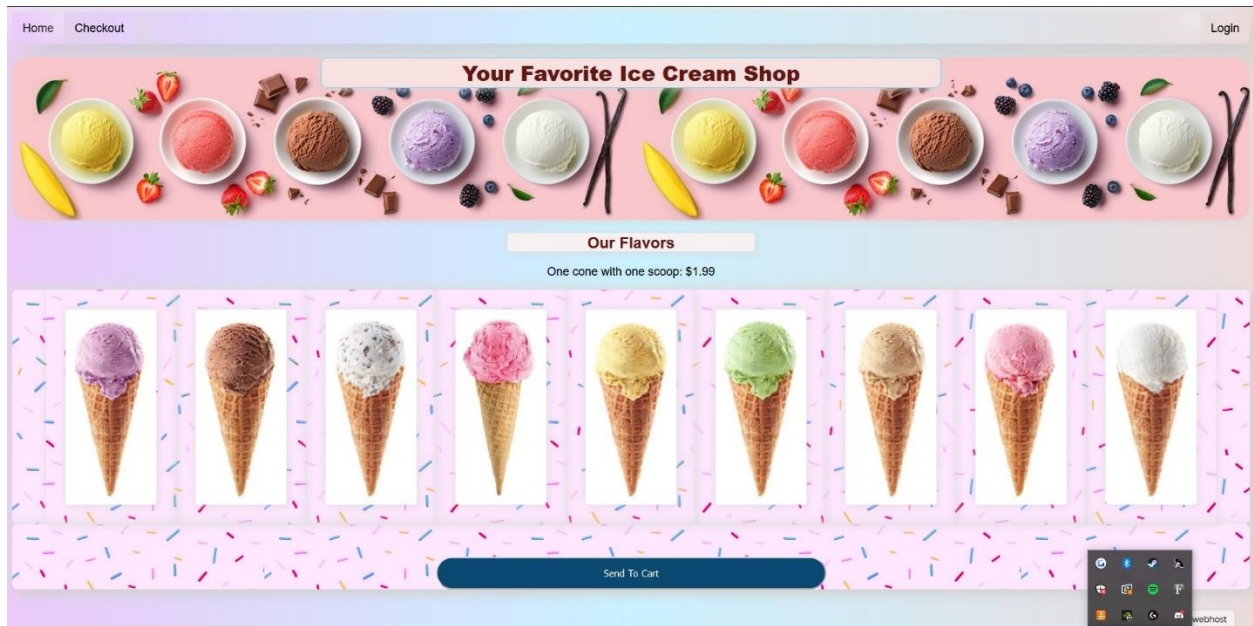 Home Checkout Login
Your Favorite Ice Cream Shop
Our Flavors
One cone with one scoop: $1.99
Send To Cart
webhost